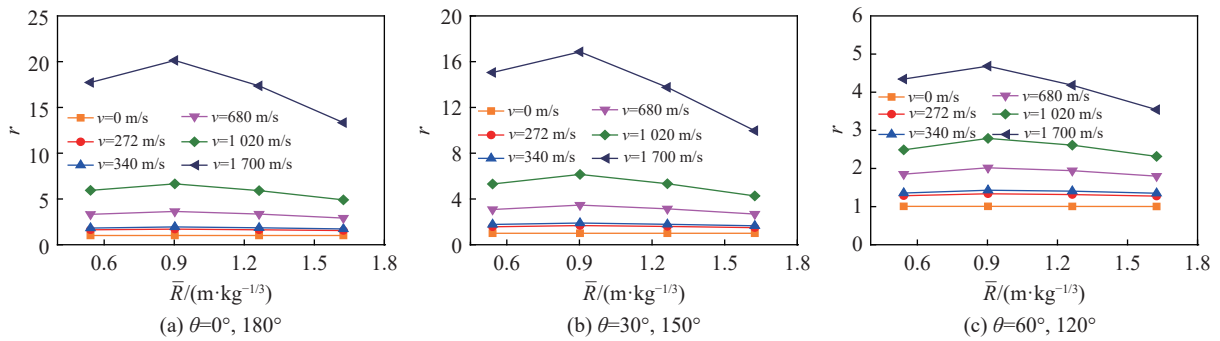 25
20
15
10
5
0
r
v=0 m/s
v=680 m/s
v=272 m/s
v=1 020 m/s
v=340 m/s
v=1 700 m/s
0.6 0.9 1.2 1.5 1.8
R̅/(m·kg⁻¹/³)
(a) θ=0°, 180°
20
16
12
8
4
0
r
v=0 m/s
v=680 m/s
v=272 m/s
v=1 020 m/s
v=340 m/s
v=1 700 m/s
0.6 0.9 1.2 1.5 1.8
R̅/(m·kg⁻¹/³)
(b) θ=30°, 150°
6
5
4
3
2
1
0
r
v=0 m/s
v=680 m/s
v=272 m/s
v=1 020 m/s
v=340 m/s
v=1 700 m/s
0.6 0.9 1.2 1.5 1.8
R̅/(m·kg⁻¹/³)
(c) θ=60°, 120°